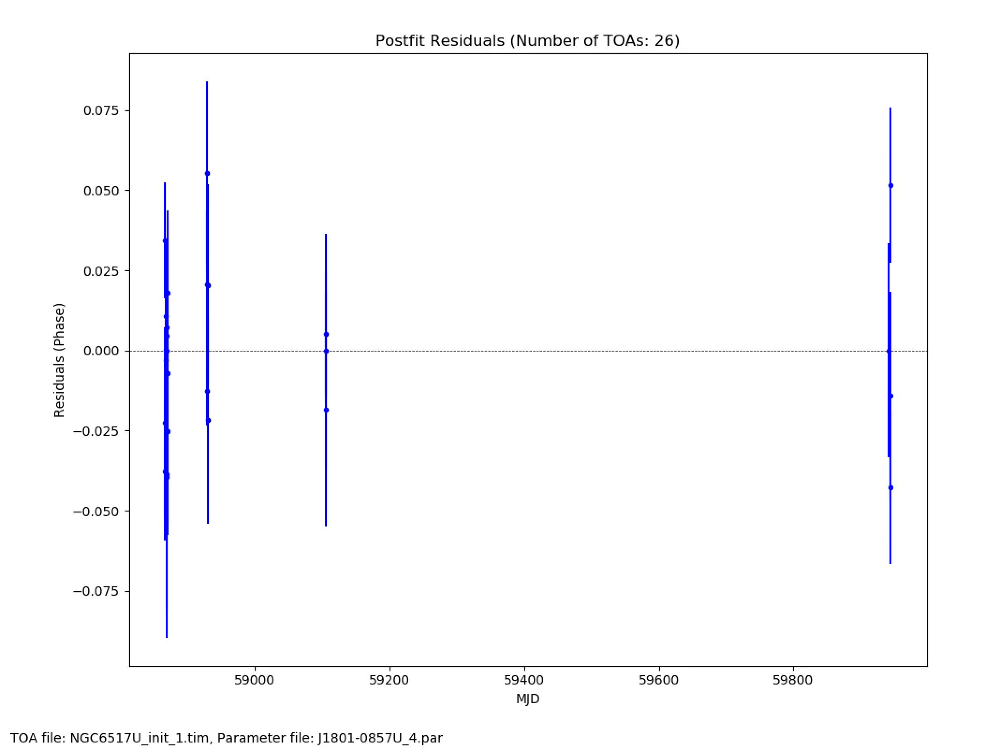 Postfit Residuals (Number of TOAs: 26)
0.075
0.050
0.025
0.000
−0.025
−0.050
−0.075
Residuals (Phase)
59000 59200 59400 59600 59800
MJD
TOA file: NGC6517U_init_1.tim, Parameter file: J1801-0857U_4.par